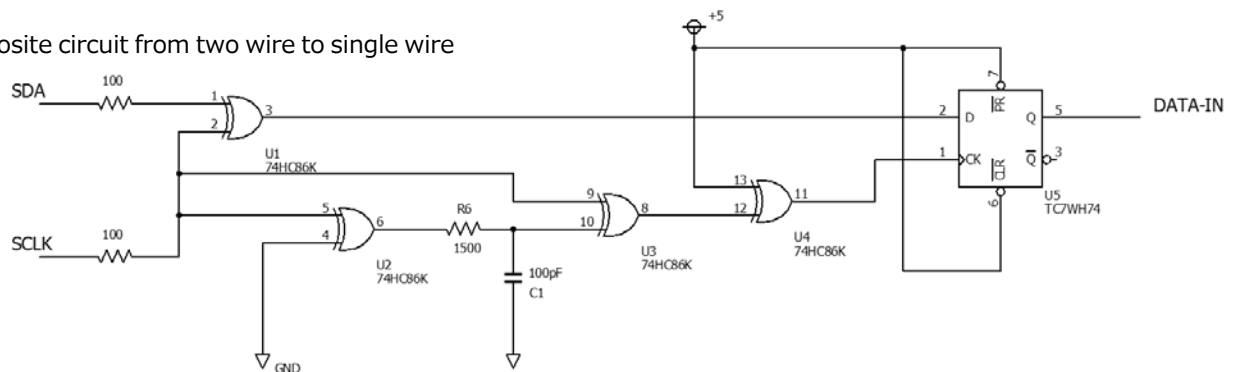 osite circuit from two wire to single wire
+5
SDA
100
1
2
3
U1
74HC86K
2
D
7
PR
Q
5
DATA-IN
1
CK
CLR
Q
3
6
U5
TC7WH74
13
12
11
U4
74HC86K
9
10
8
U3
74HC86K
SCLK
100
5
4
6
U2
74HC86K
R6
1500
100pF
C1
GND